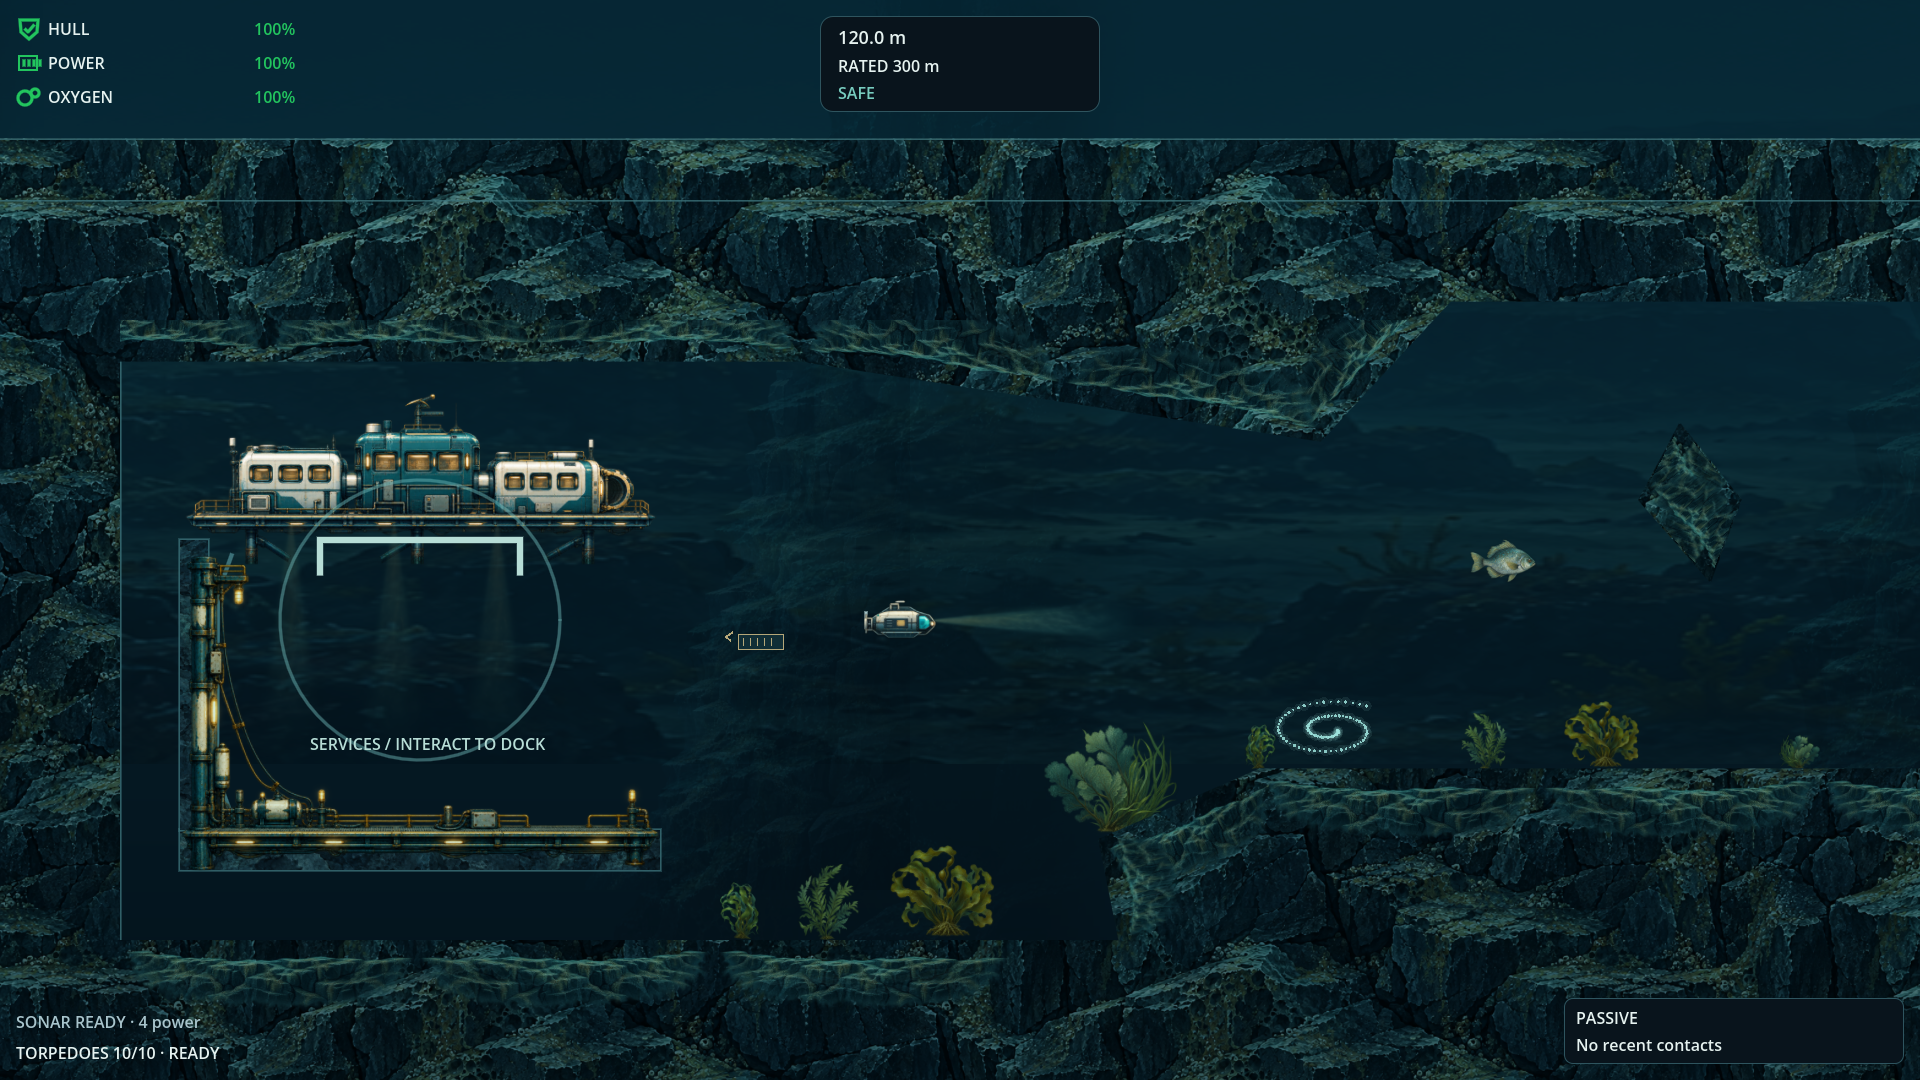 HULL 100%
POWER 100%
OXYGEN 100%
120.0 m
RATED 300 m
SAFE
SERVICES / INTERACT TO DOCK
SONAR READY · 4 power
TORPEDOES 10/10 · READY
PASSIVE
No recent contacts